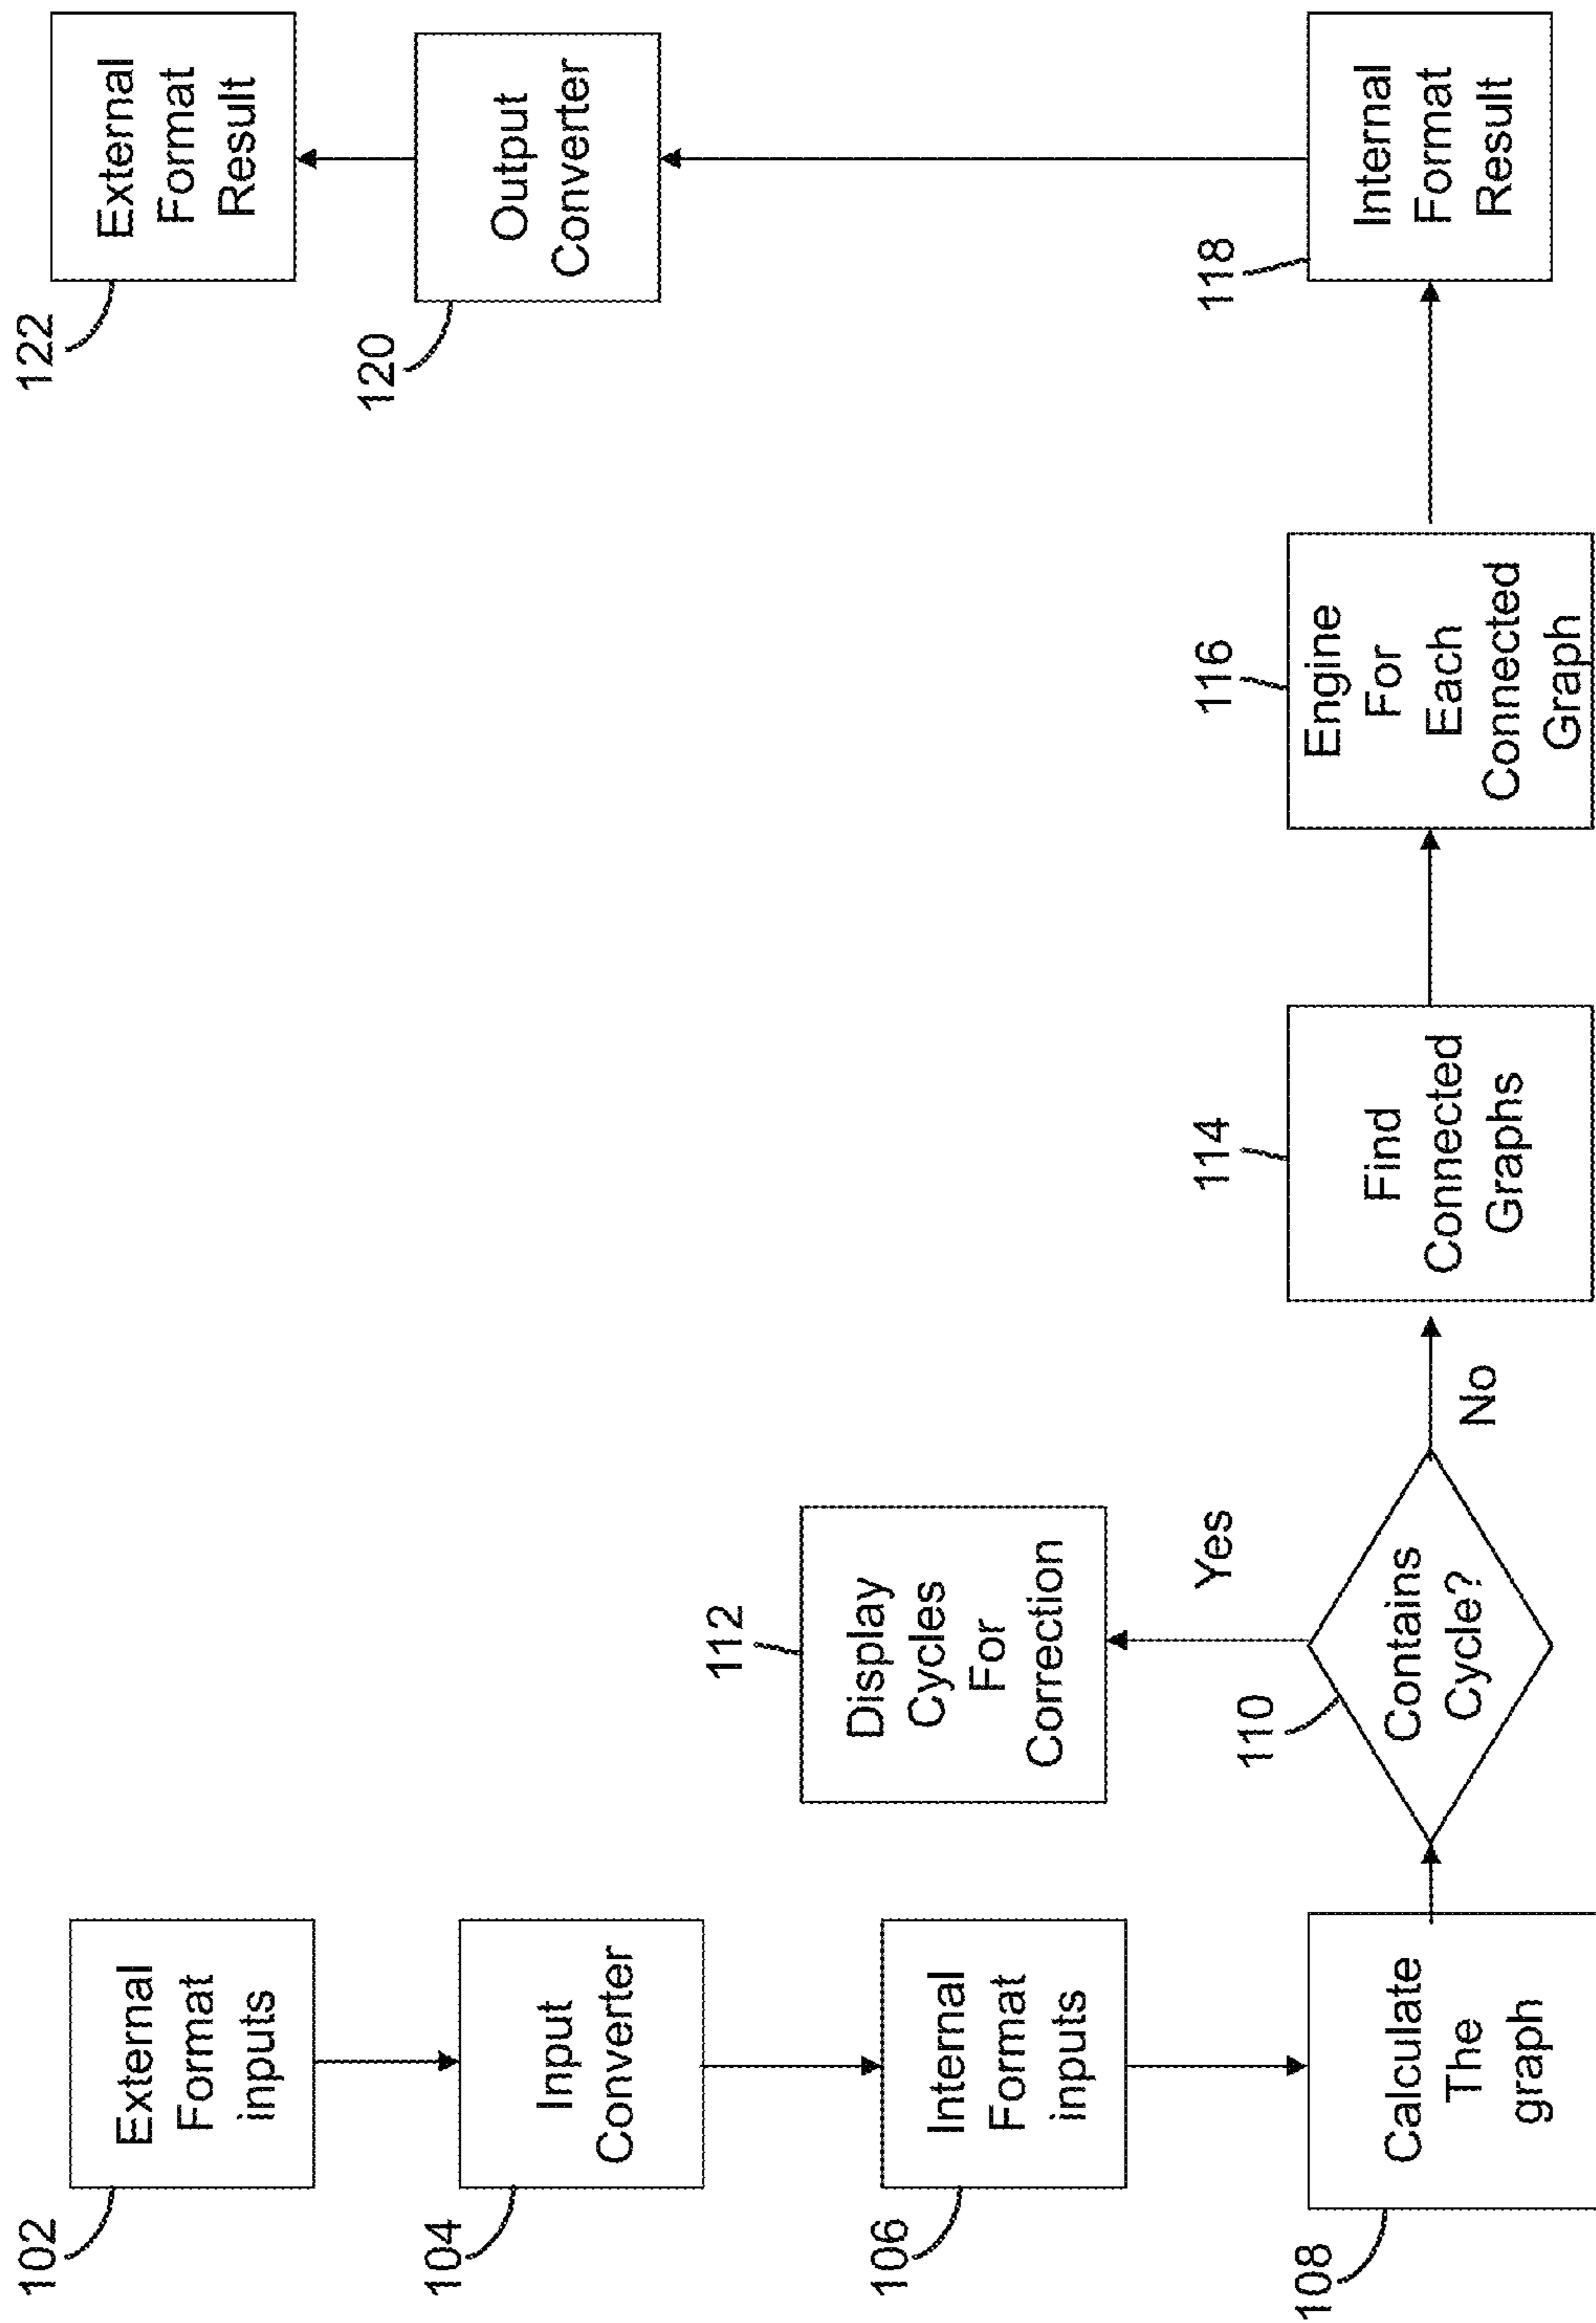 102
External
Format
inputs
104
Input
Converter
106
Internal
Format
inputs
108
Calculate
The
graph
110
Contains
Cycle?
Yes
No
112
Display
Cycles
For
Correction
114
Find
Connected
Graphs
116
Engine
For
Each
Connected
Graph
118
Internal
Format
Result
120
Output
Converter
122
External
Format
Result